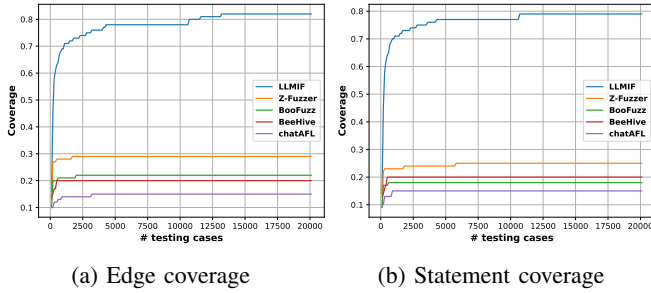 0.8
0.7
0.6
0.5
0.4
0.3
0.2
0.1
Coverage
LLMIF
Z-Fuzzer
BooFuzz
BeeHive
chatAFL
0 2500 5000 7500 10000 12500 15000 17500 20000
# testing cases
(a) Edge coverage
0.8
0.7
0.6
0.5
0.4
0.3
0.2
0.1
Coverage
LLMIF
Z-Fuzzer
BooFuzz
BeeHive
chatAFL
0 2500 5000 7500 10000 12500 15000 17500 20000
# testing cases
(b) Statement coverage